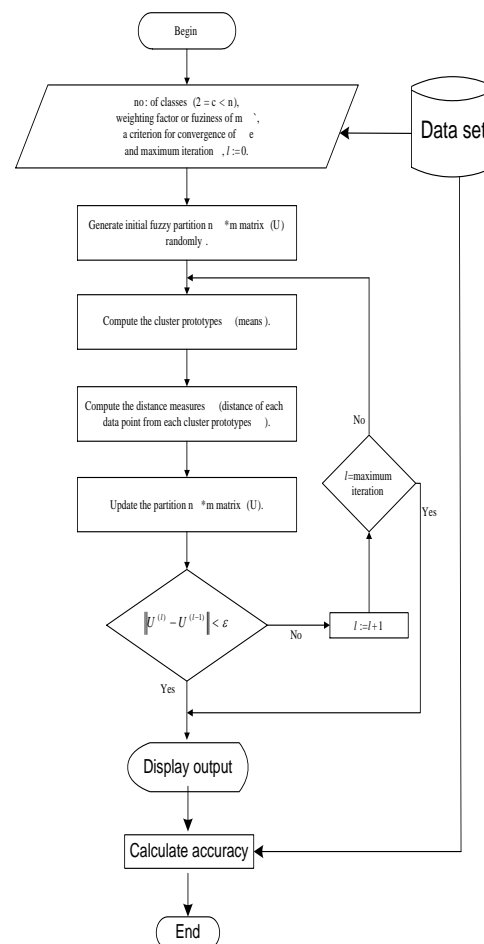 Begin
no: of classes (2 = c < n),
weighting factor or fuziness of m `,
a criterion for convergence of e
and maximum iteration , l :=0.
Data set
Generate initial fuzzy partition n *m matrix (U)
randomly .
Compute the cluster prototypes (means ).
Compute the distance measures (distance of each
data point from each cluster prototypes ).
No
l=maximum
iteration
Yes
Update the partition n *m matrix (U).
‖U^(l) – U^(l–1)‖ < ε
No
l :=l+1
Yes
Display output
Calculate accuracy
End